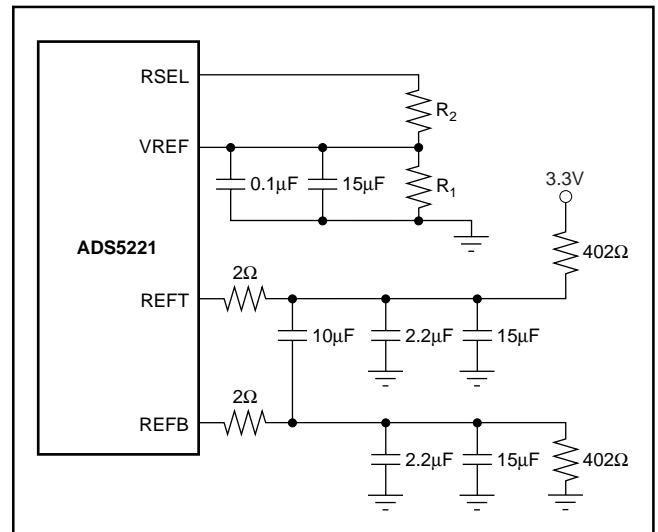 RSEL
R2
VREF
0.1μF
15μF
R1
3.3V
ADS5221
402Ω
2Ω
REFT
10μF
2.2μF
15μF
2Ω
REFB
2.2μF
15μF
402Ω